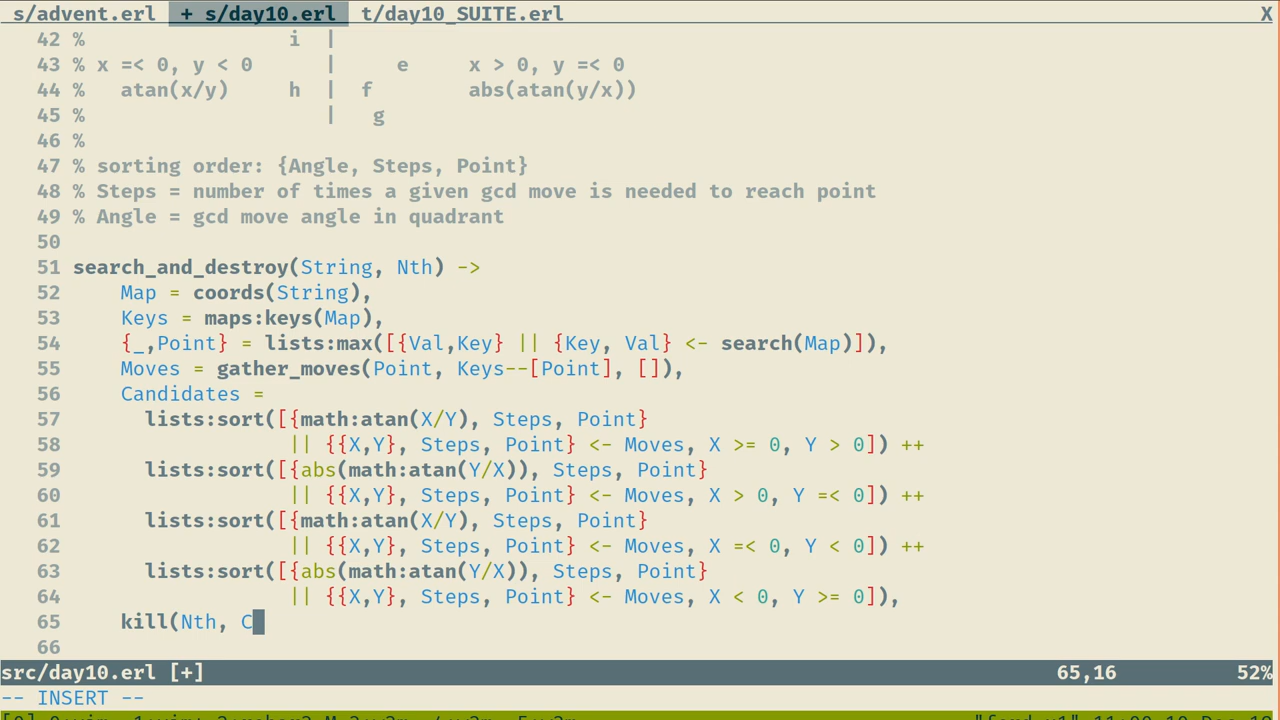 s/advent.erl + s/day10.erl t/day10_SUITE.erl X
42 % i |
43 % x =< 0, y < 0 | e x > 0, y =< 0
44 % atan(x/y) h | f abs(atan(y/x))
45 % | g
46 %
47 % sorting order: {Angle, Steps, Point}
48 % Steps = number of times a given gcd move is needed to reach point
49 % Angle = gcd move angle in quadrant
50
51 search_and_destroy(String, Nth) ->
52 Map = coords(String),
53 Keys = maps:keys(Map),
54 {_,Point} = lists:max([{Val,Key} || {Key, Val} <- search(Map)]),
55 Moves = gather_moves(Point, Keys--[Point], []),
56 Candidates =
57 lists:sort([{math:atan(X/Y), Steps, Point}
58 || {{X,Y}, Steps, Point} <- Moves, X >= 0, Y > 0]) ++
59 lists:sort([{abs(math:atan(Y/X)), Steps, Point}
60 || {{X,Y}, Steps, Point} <- Moves, X > 0, Y =< 0]) ++
61 lists:sort([{math:atan(X/Y), Steps, Point}
62 || {{X,Y}, Steps, Point} <- Moves, X =< 0, Y < 0]) ++
63 lists:sort([{abs(math:atan(Y/X)), Steps, Point}
64 || {{X,Y}, Steps, Point} <- Moves, X < 0, Y >= 0]),
65 kill(Nth, C
66
src/day10.erl [+] 65,16 52%
-- INSERT --